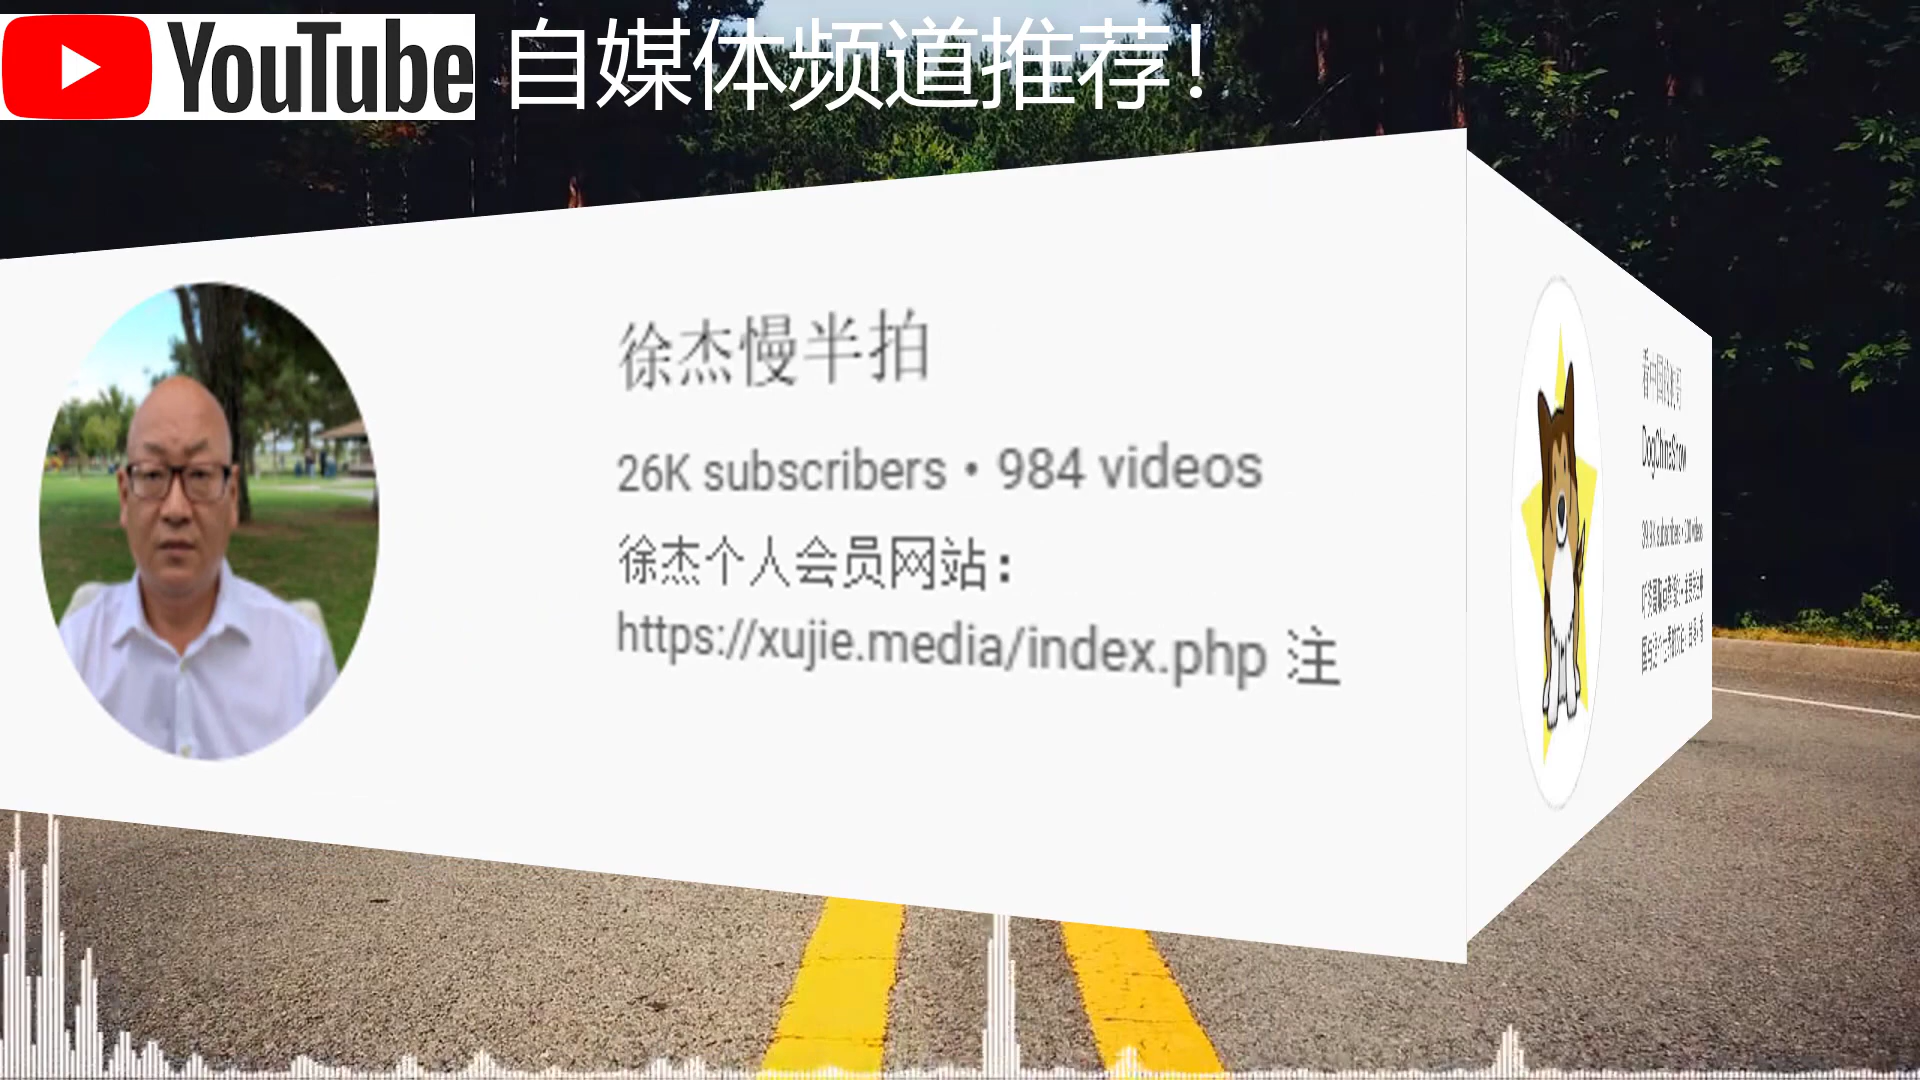 YouTube 自媒体频道推荐!
徐杰慢半拍
26K subscribers • 984 videos
徐杰个人会员网站：
https://xujie.media/index.php 注
DogChinaShow